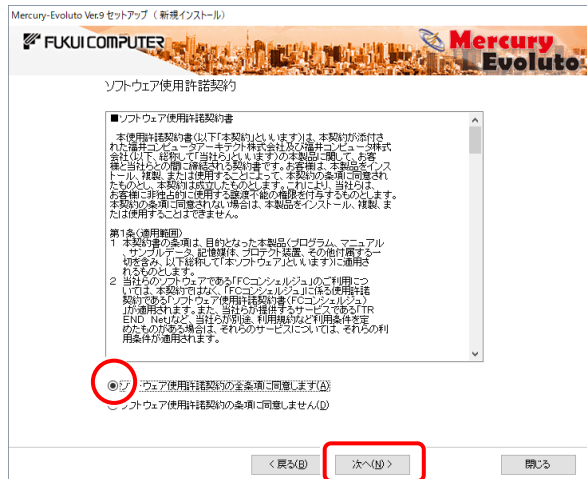 Mercury-Evoluto Ver.9 セットアップ（ 新規インストール）
FUKUI COMPUTER
Mercury
Evoluto
ソフトウェア使用許諾契約
■ソフトウェア使用許諾契約書
本使用許諾契約書(以下「本契約」といいます)は、本契約が添付さ
れた福井コンピュータアーキテクト株式会社及び福井コンピュータ株式
会社(以下、総称して「当社ら」といいます)の本製品に関して、お客
様と当社らとの間に締結される契約書です。お客様は、本製品をインス
トール、複製、または使用することによって、本契約の条項に同意され
たものとし、本契約は成立したものとします。これにより、当社らは、
お客様に非独占的に使用する譲渡不能の権限を付与するものとします。
本契約の条項に同意されない場合は、本製品をインストール、複製、ま
たは使用することはできません。
第1条(適用範囲)
1 本契約書の条項は、目的となった本製品(プログラム、マニュアル
、サンプルデータ、記憶媒体、プロテクト装置、その他付属する一
切を含み、以下総称して「本ソフトウェア」といいます)に適用さ
れるものとします。
2 当社らのソフトウェアである「FCコンシェルジュ」のご利用につ
いては、本契約ではなく、「FCコンシェルジュ」に係る使用許諾
契約である「ソフトウェア使用許諾契約書(FCコンシェルジュ)
」が適用されます。また、当社らが提供するサービスである「TR
END Net」など、当社らが別途、利用規約など利用条件を定
めたものがある場合は、それらのサービスについては、それらの利
用条件が適用されます。
ソフトウェア使用許諾契約の全条項に同意します(A)
ソフトウェア使用許諾契約の条項に同意しません(D)
< 戻る(B)
次へ(N) >
閉じる